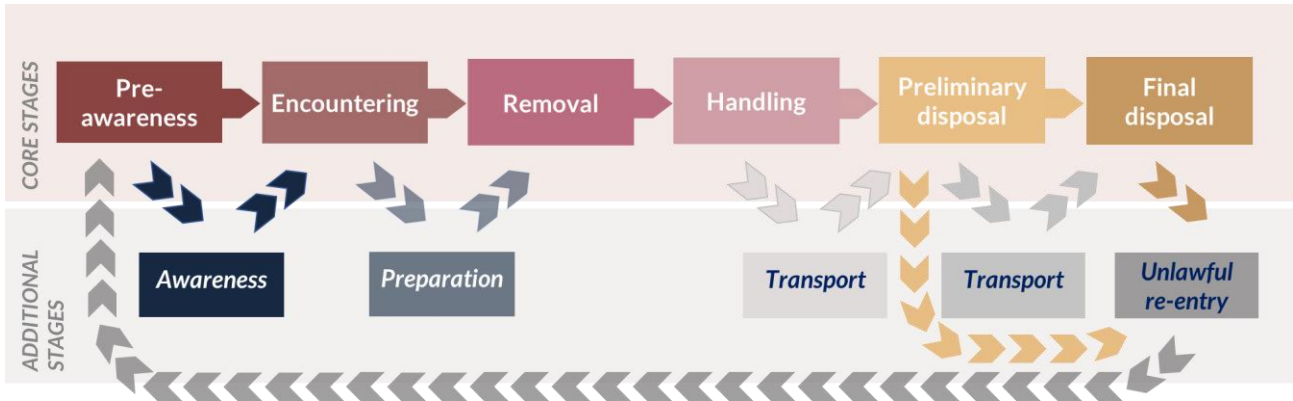 CORE STAGES
Pre-
awareness
Encountering
Removal
Handling
Preliminary
disposal
Final
disposal
ADDITIONAL
STAGES
Awareness
Preparation
Transport
Transport
Unlawful
re-entry